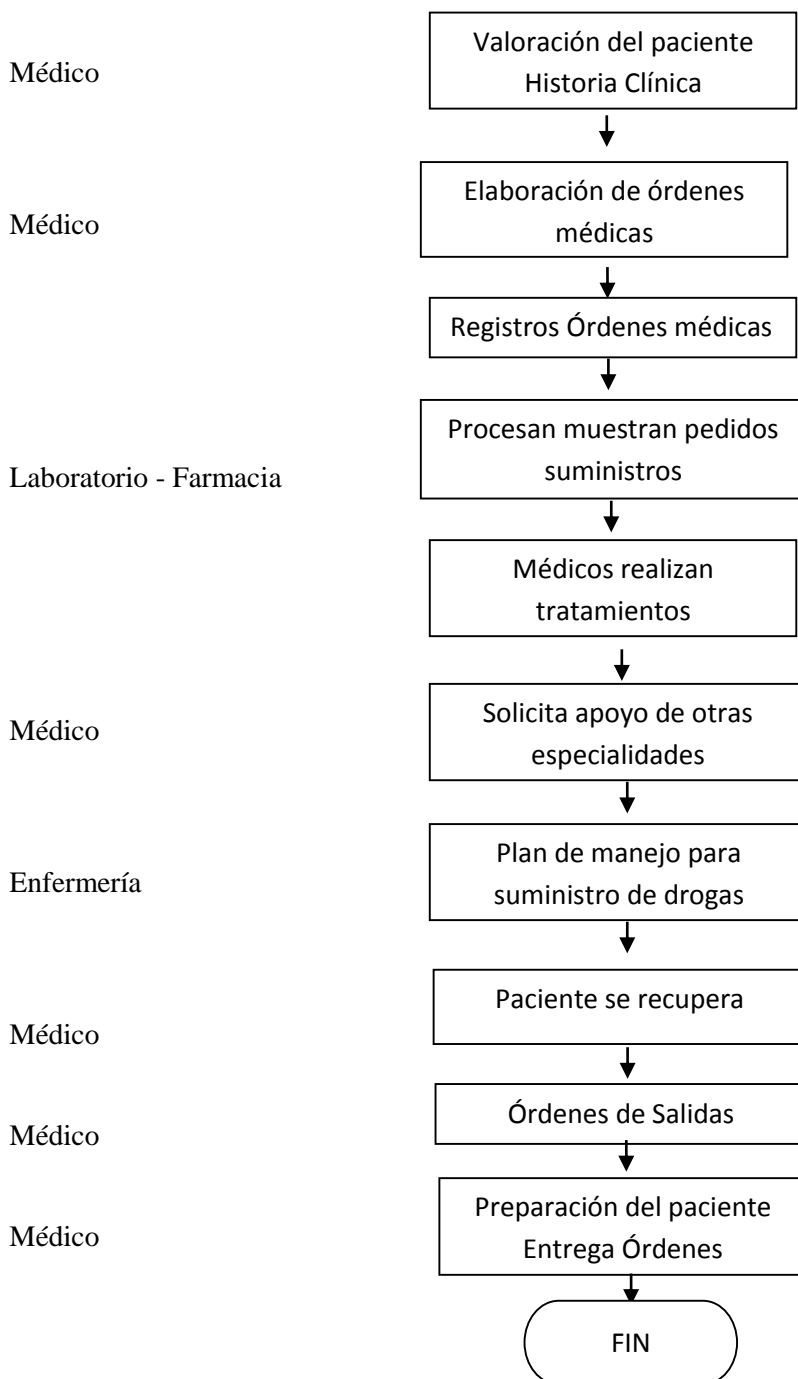 Valoración del paciente
Médico
Historia Clínica
Elaboración de órdenes
Médico
médicas
Registros Órdenes médicas
Procesan muestran pedidos
Laboratorio - Farmacia
suministros
Médicos realizan
tratamientos
Médico
Solicita apoyo de otras
especialidades
Enfermería
Plan de manejo para
suministro de drogas
Médico
Paciente se recupera
Médico
Órdenes de Salidas
Médico
Preparación del paciente
Entrega Órdenes
FIN